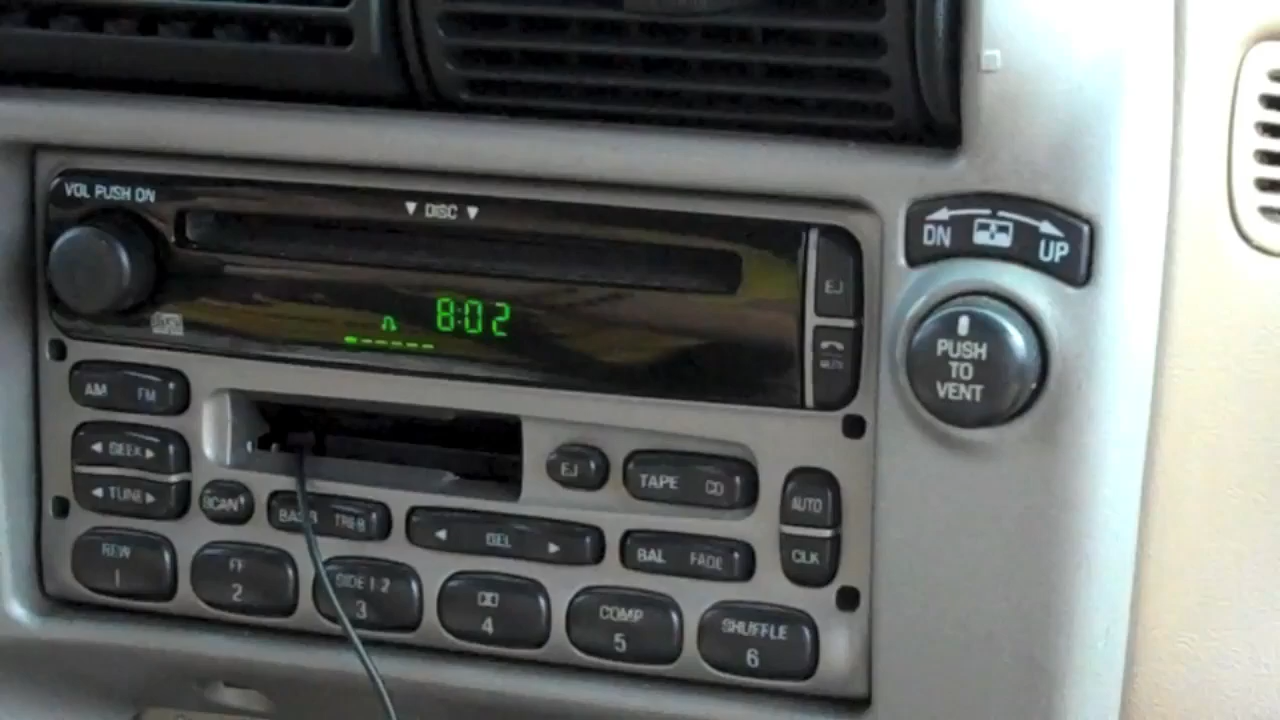 VOL PUSH ON
▼ DISC ▼
DN UP
EJ
8:02
PUSH
TO
VENT
AM FM
◀ SEEK ▶
EJ
TAPE CD
◀ TUNE ▶
SCAN
BASS TREB
◀ SEL ▶
BAL FADE
AUTO
CLK
REW
1
FF
2
SIDE 1-2
3
4
COMP
5
SHUFFLE
6